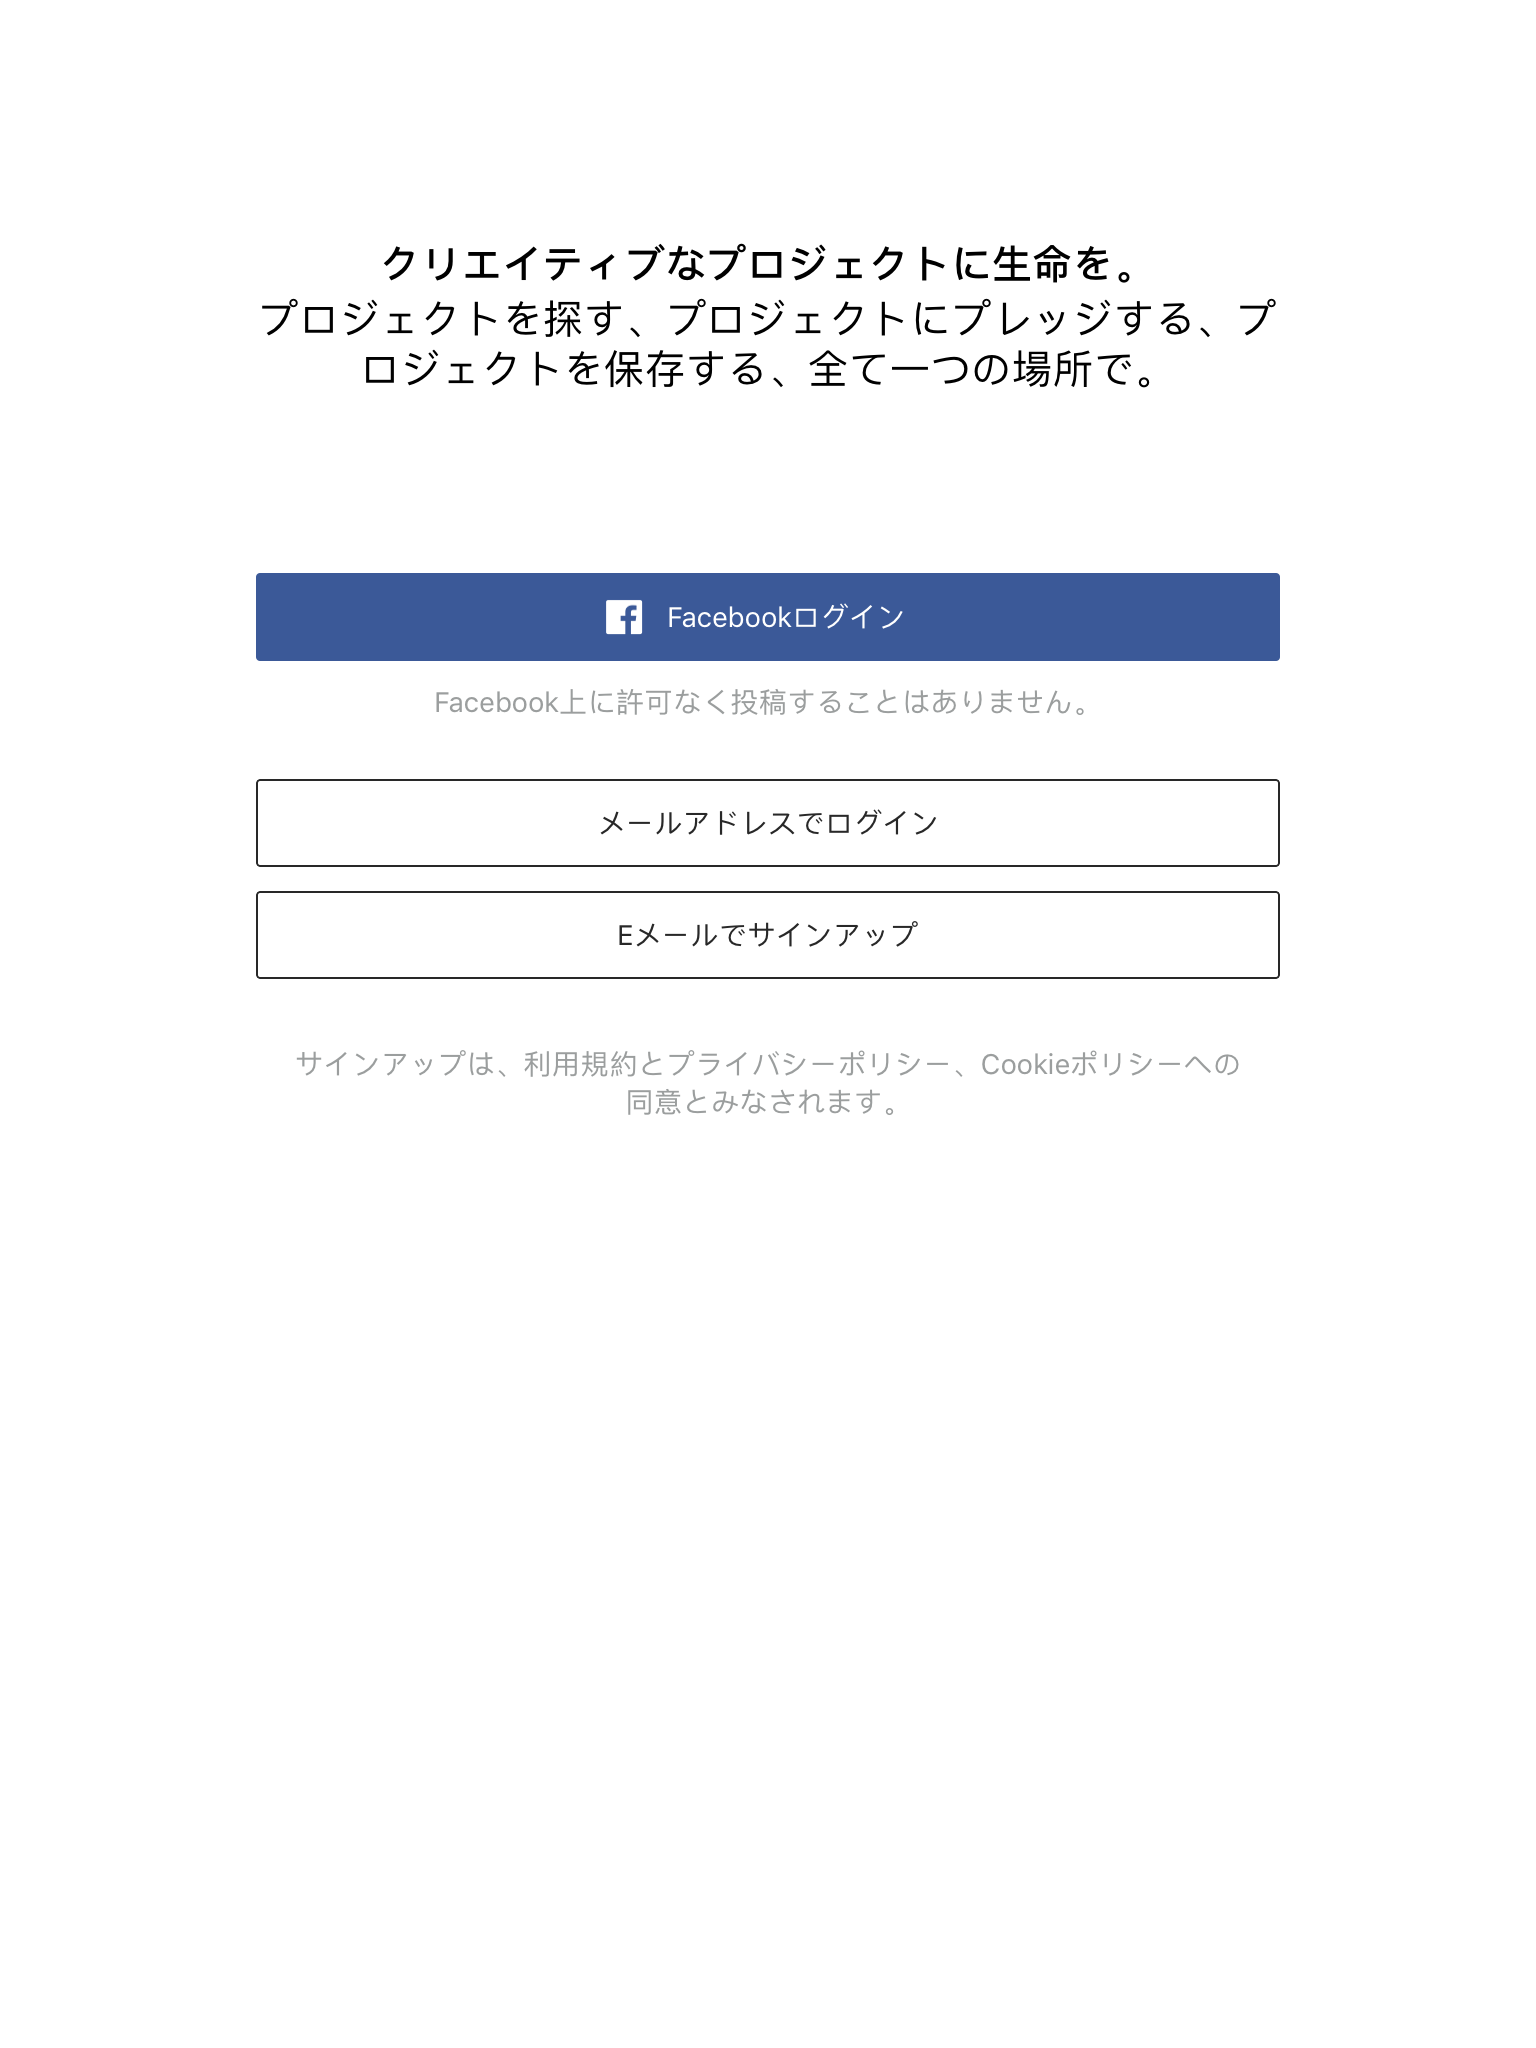 クリエイティブなプロジェクトに生命を。
プロジェクトを探す、プロジェクトにプレッジする、プ
ロジェクトを保存する、全て一つの場所で。
Facebookログイン
Facebook上に許可なく投稿することはありません。
メールアドレスでログイン
Eメールでサインアップ
サインアップは、利用規約とプライバシーポリシー、Cookieポリシーへの
同意とみなされます。